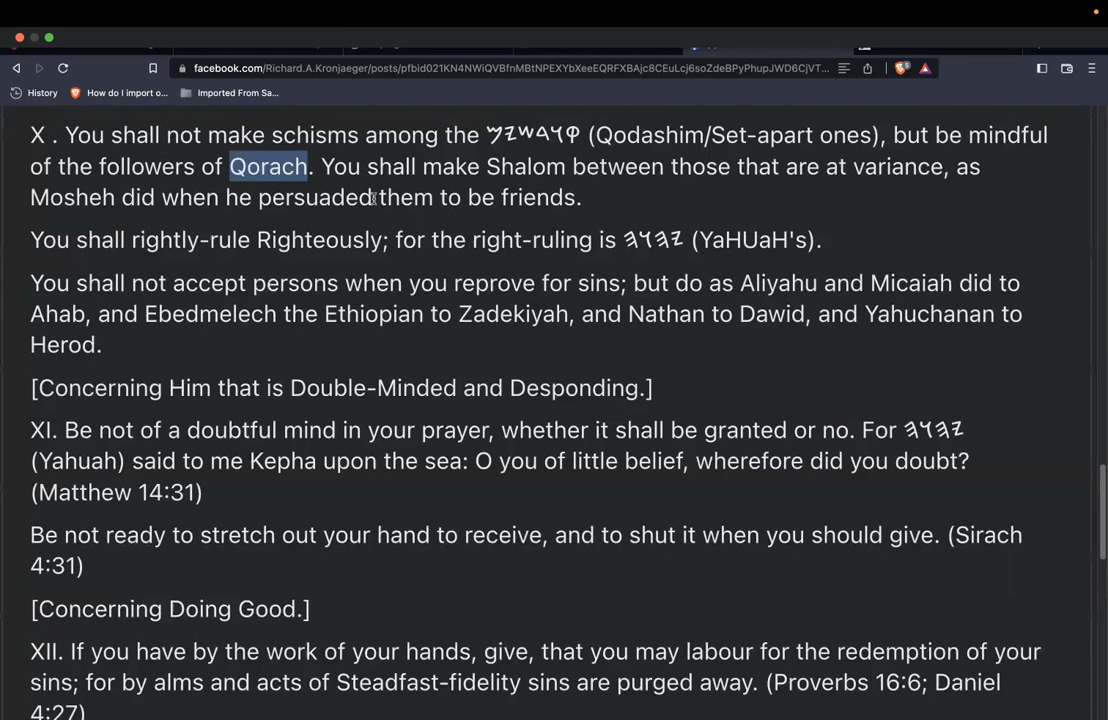 facebook.com/Richard.A.Kronjaeger/posts/pfbid021KN4NWiQVBfnMBtNPEXYbXeeEQRFXBAjc8CEuLcj6soZdeBPyPhupJWD6CjVT...
History How do I import o... Imported From Sa...
X . You shall not make schisms among the 𐤒𐤅𐤃𐤔𐤉𐤌 (Qodashim/Set-apart ones), but be mindful
of the followers of Qorach. You shall make Shalom between those that are at variance, as
Mosheh did when he persuaded them to be friends.
You shall rightly-rule Righteously; for the right-ruling is 𐤉𐤄𐤅𐤄 (YaHUaH's).
You shall not accept persons when you reprove for sins; but do as Aliyahu and Micaiah did to
Ahab, and Ebedmelech the Ethiopian to Zadekiyah, and Nathan to Dawid, and Yahuchanan to
Herod.
[Concerning Him that is Double-Minded and Desponding.]
XI. Be not of a doubtful mind in your prayer, whether it shall be granted or no. For 𐤉𐤄𐤅𐤄
(Yahuah) said to me Kepha upon the sea: O you of little belief, wherefore did you doubt?
(Matthew 14:31)
Be not ready to stretch out your hand to receive, and to shut it when you should give. (Sirach
4:31)
[Concerning Doing Good.]
XII. If you have by the work of your hands, give, that you may labour for the redemption of your
sins; for by alms and acts of Steadfast-fidelity sins are purged away. (Proverbs 16:6; Daniel
4:27)